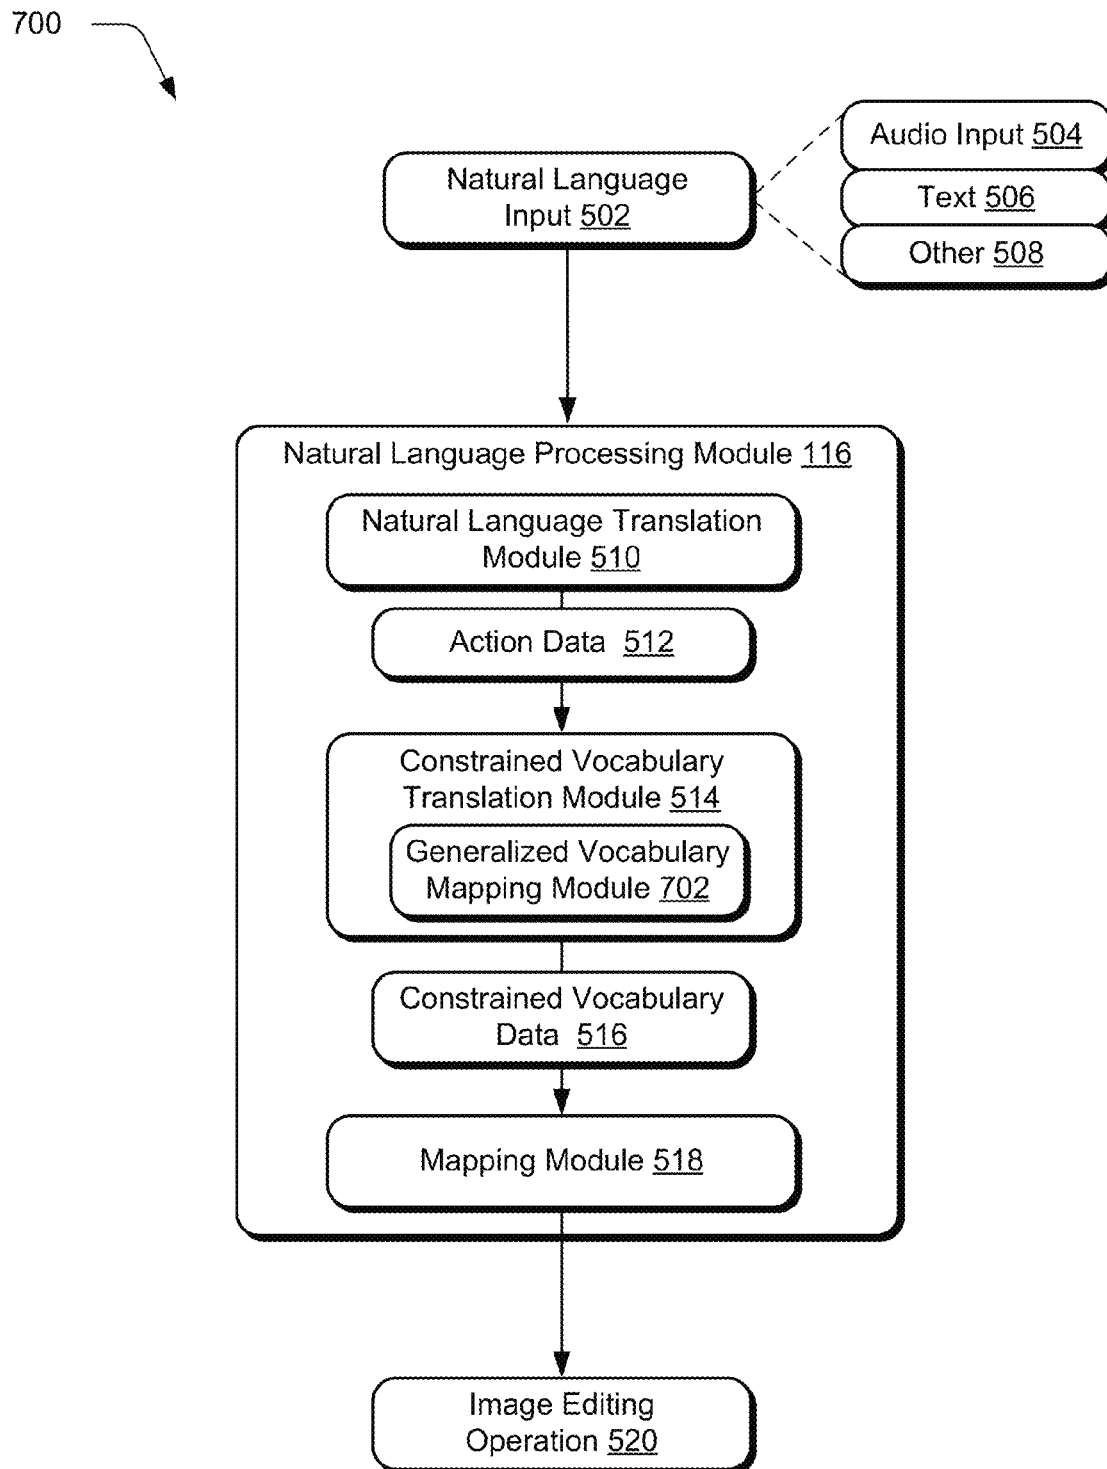 700
Audio Input 504
Natural Language
Input 502
Text 506
Other 508
Natural Language Processing Module 116
Natural Language Translation
Module 510
Action Data 512
Constrained Vocabulary
Translation Module 514
Generalized Vocabulary
Mapping Module 702
Constrained Vocabulary
Data 516
Mapping Module 518
Image Editing
Operation 520